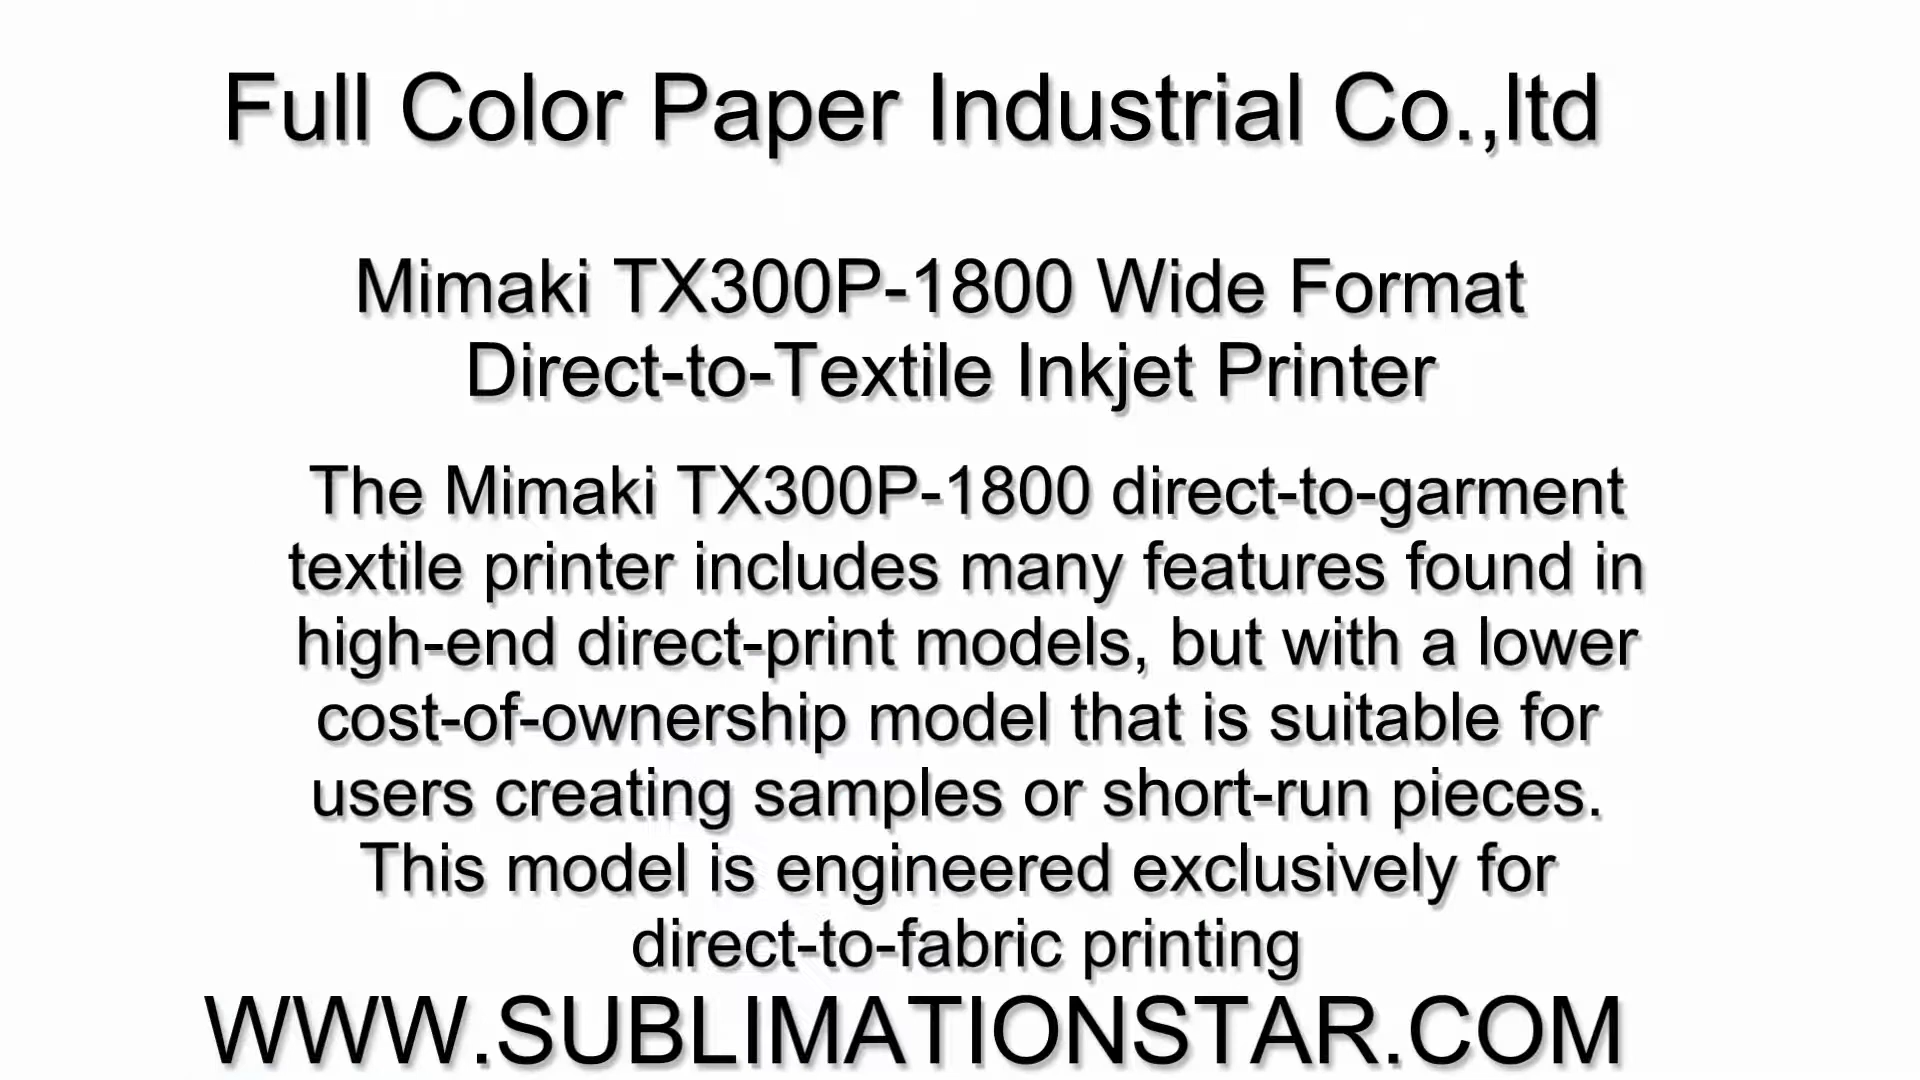 Full Color Paper Industrial Co.,ltd
Mimaki TX300P-1800 Wide Format
Direct-to-Textile Inkjet Printer
The Mimaki TX300P-1800 direct-to-garment
textile printer includes many features found in
high-end direct-print models, but with a lower
cost-of-ownership model that is suitable for
users creating samples or short-run pieces.
This model is engineered exclusively for
direct-to-fabric printing
WWW.SUBLIMATIONSTAR.COM